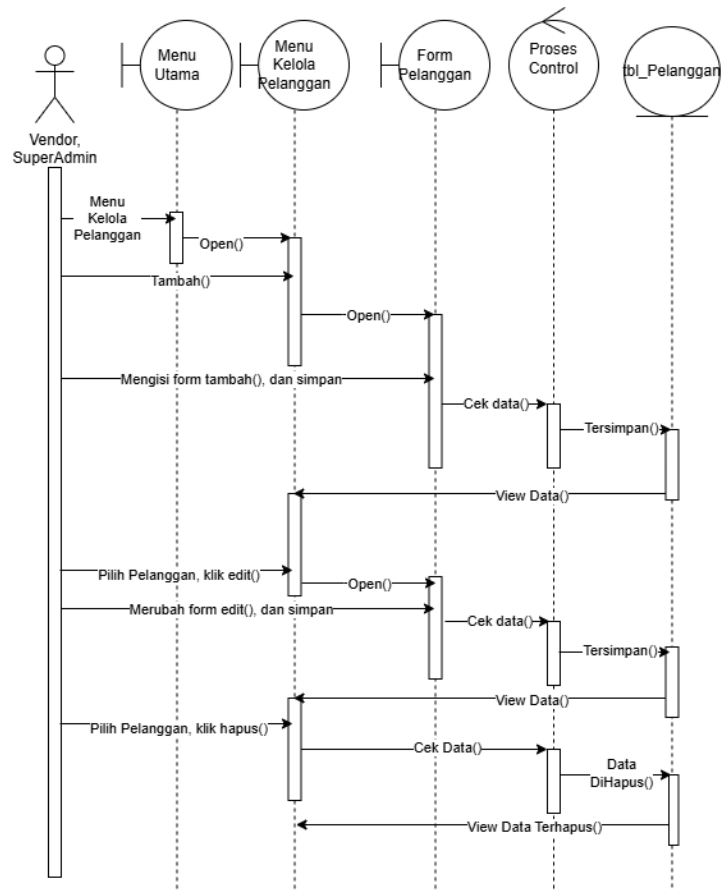 Vendor,
SuperAdmin
Menu
Utama
Menu
Kelola
Pelanggan
Form
Pelanggan
Proses
Control
tbl_Pelanggan
Menu
Kelola
Pelanggan
Open()
Tambah()
Open()
Mengisi form tambah(), dan simpan
Cek data()
Tersimpan()
View Data()
Pilih Pelanggan, klik edit()
Open()
Merubah form edit(), dan simpan
Cek data()
Tersimpan()
View Data()
Pilih Pelanggan, klik hapus()
Cek Data()
Data
DiHapus()
View Data Terhapus()